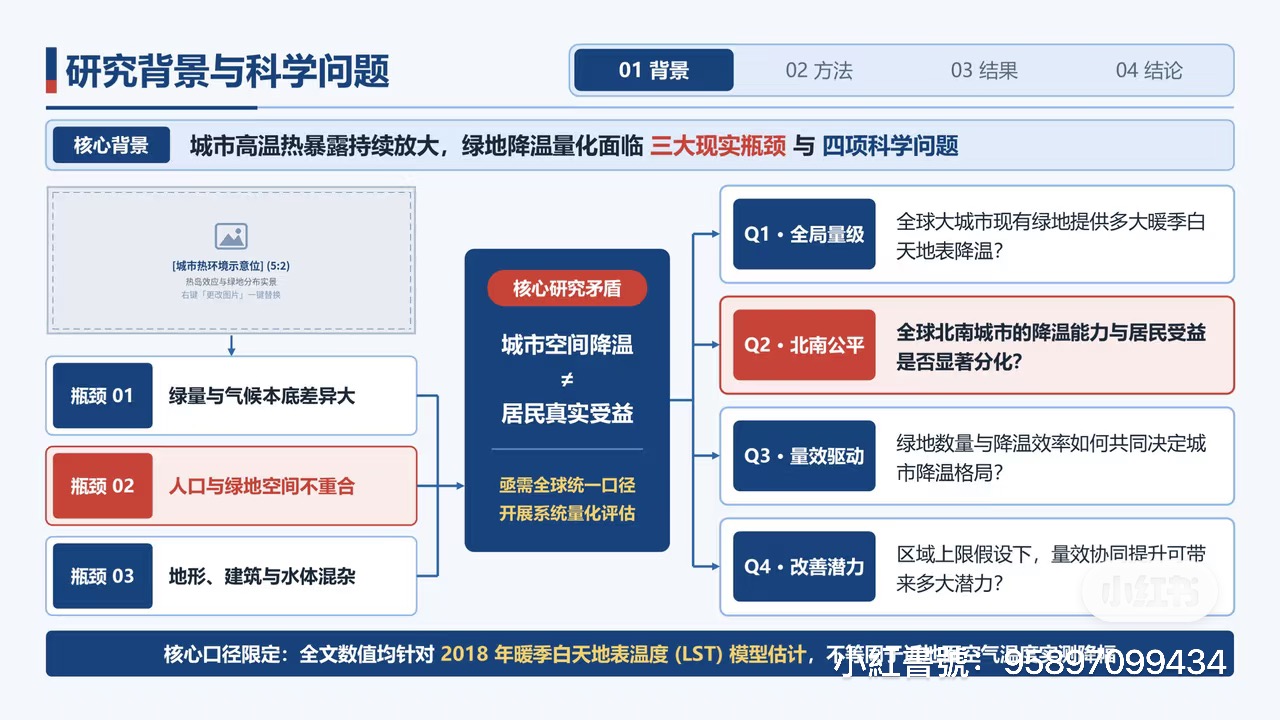 研究背景与科学问题
01 背景
02 方法
03 结果
04 结论
核心背景
城市高温热暴露持续放大，绿地降温量化面临 三大现实瓶颈 与 四项科学问题
[城市热环境示意位] (5:2)
热岛效应与绿地分布实景
右键「更改图片」一键替换
瓶颈 01
绿量与气候本底差异大
瓶颈 02
人口与绿地空间不重合
瓶颈 03
地形、建筑与水体混杂
核心研究矛盾
城市空间降温
≠
居民真实受益
亟需全球统一口径
开展系统量化评估
Q1·全局量级
全球大城市现有绿地提供多大暖季白
天地表降温？
Q2·北南公平
全球北南城市的降温能力与居民受益
是否显著分化？
Q3·量效驱动
绿地数量与降温效率如何共同决定城
市降温格局？
Q4·改善潜力
区域上限假设下，量效协同提升可带
来多大潜力？
小红书
核心口径限定：全文数值均针对 2018 年暖季白天地表温度 (LST) 模型估计，不等同于
小紅書號：95897099434